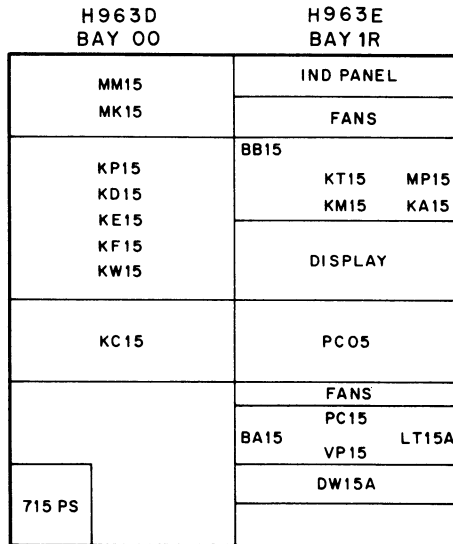 H963D
BAY 00
H963E
BAY 1R
MM15
MK15
KP15
KD15
KE15
KF15
KW15
KC15
715 PS
IND PANEL
FANS
BB15
KT15 MP15
KM15 KA15
DISPLAY
PC05
FANS
PC15
BA15 LT15A
VP15
DW15A